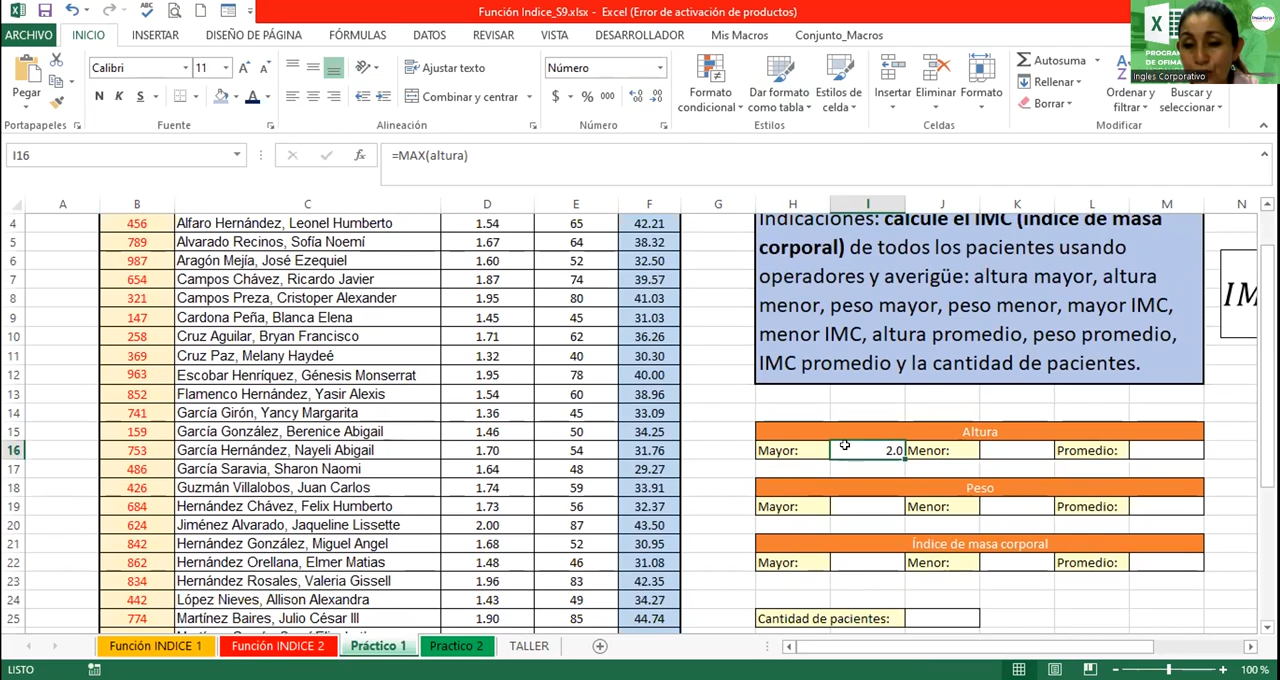 Función Indice_S9.xlsx - Excel (Error de activación de productos)
ARCHIVO INICIO INSERTAR DISEÑO DE PÁGINA FÓRMULAS DATOS REVISAR VISTA DESARROLLADOR Mis Macros Conjunto_Macros
Ingles Corporativo
Calibri 11 Ajustar texto Número Autosuma
Pegar N K S Combinar y centrar $ % 000 Formato condicional Dar formato como tabla Estilos de celda Insertar Eliminar Formato Rellenar Borrar Ordenar y filtrar Buscar y seleccionar
Portapapeles Fuente Alineación Número Estilos Celdas Modificar
I16 fx =MAX(altura)
A B C D E F G H I J K L M N
4 456 Alfaro Hernández, Leonel Humberto 1.54 65 42.21
5 789 Alvarado Recinos, Sofía Noemí 1.67 64 38.32
6 987 Aragón Mejía, José Ezequiel 1.60 52 32.50
7 654 Campos Chávez, Ricardo Javier 1.87 74 39.57
8 321 Campos Preza, Cristoper Alexander 1.95 80 41.03
9 147 Cardona Peña, Blanca Elena 1.45 45 31.03
10 258 Cruz Aguilar, Bryan Francisco 1.71 62 36.26
11 369 Cruz Paz, Melany Haydeé 1.32 40 30.30
12 963 Escobar Henríquez, Génesis Monserrat 1.95 78 40.00
13 852 Flamenco Hernández, Yasir Alexis 1.54 60 38.96
14 741 García Girón, Yancy Margarita 1.36 45 33.09
15 159 García González, Berenice Abigail 1.46 50 34.25
16 753 García Hernández, Nayeli Abigail 1.70 54 31.76
17 486 García Saravia, Sharon Naomi 1.64 48 29.27
18 426 Guzmán Villalobos, Juan Carlos 1.74 59 33.91
19 684 Hernández Chávez, Felix Humberto 1.73 56 32.37
20 624 Jiménez Alvarado, Jaqueline Lissette 2.00 87 43.50
21 842 Hernández González, Miguel Angel 1.68 52 30.95
22 862 Hernández Orellana, Elmer Matias 1.48 46 31.08
23 834 Hernández Rosales, Valeria Gissell 1.96 83 42.35
24 442 López Nieves, Allison Alexandra 1.43 49 34.27
25 774 Martínez Baires, Julio César lll 1.90 85 44.74
Indicaciones: calcule el IMC (índice de masa
corporal) de todos los pacientes usando
operadores y averigüe: altura mayor, altura
menor, peso mayor, peso menor, mayor IMC,
menor IMC, altura promedio, peso promedio,
IMC promedio y la cantidad de pacientes.
IM
Altura
Mayor: 2.0 Menor: Promedio:
Peso
Mayor: Menor: Promedio:
Índice de masa corporal
Mayor: Menor: Promedio:
Cantidad de pacientes:
Función INDICE 1 Función INDICE 2 Práctico 1 Practico 2 TALLER
LISTO 100 %